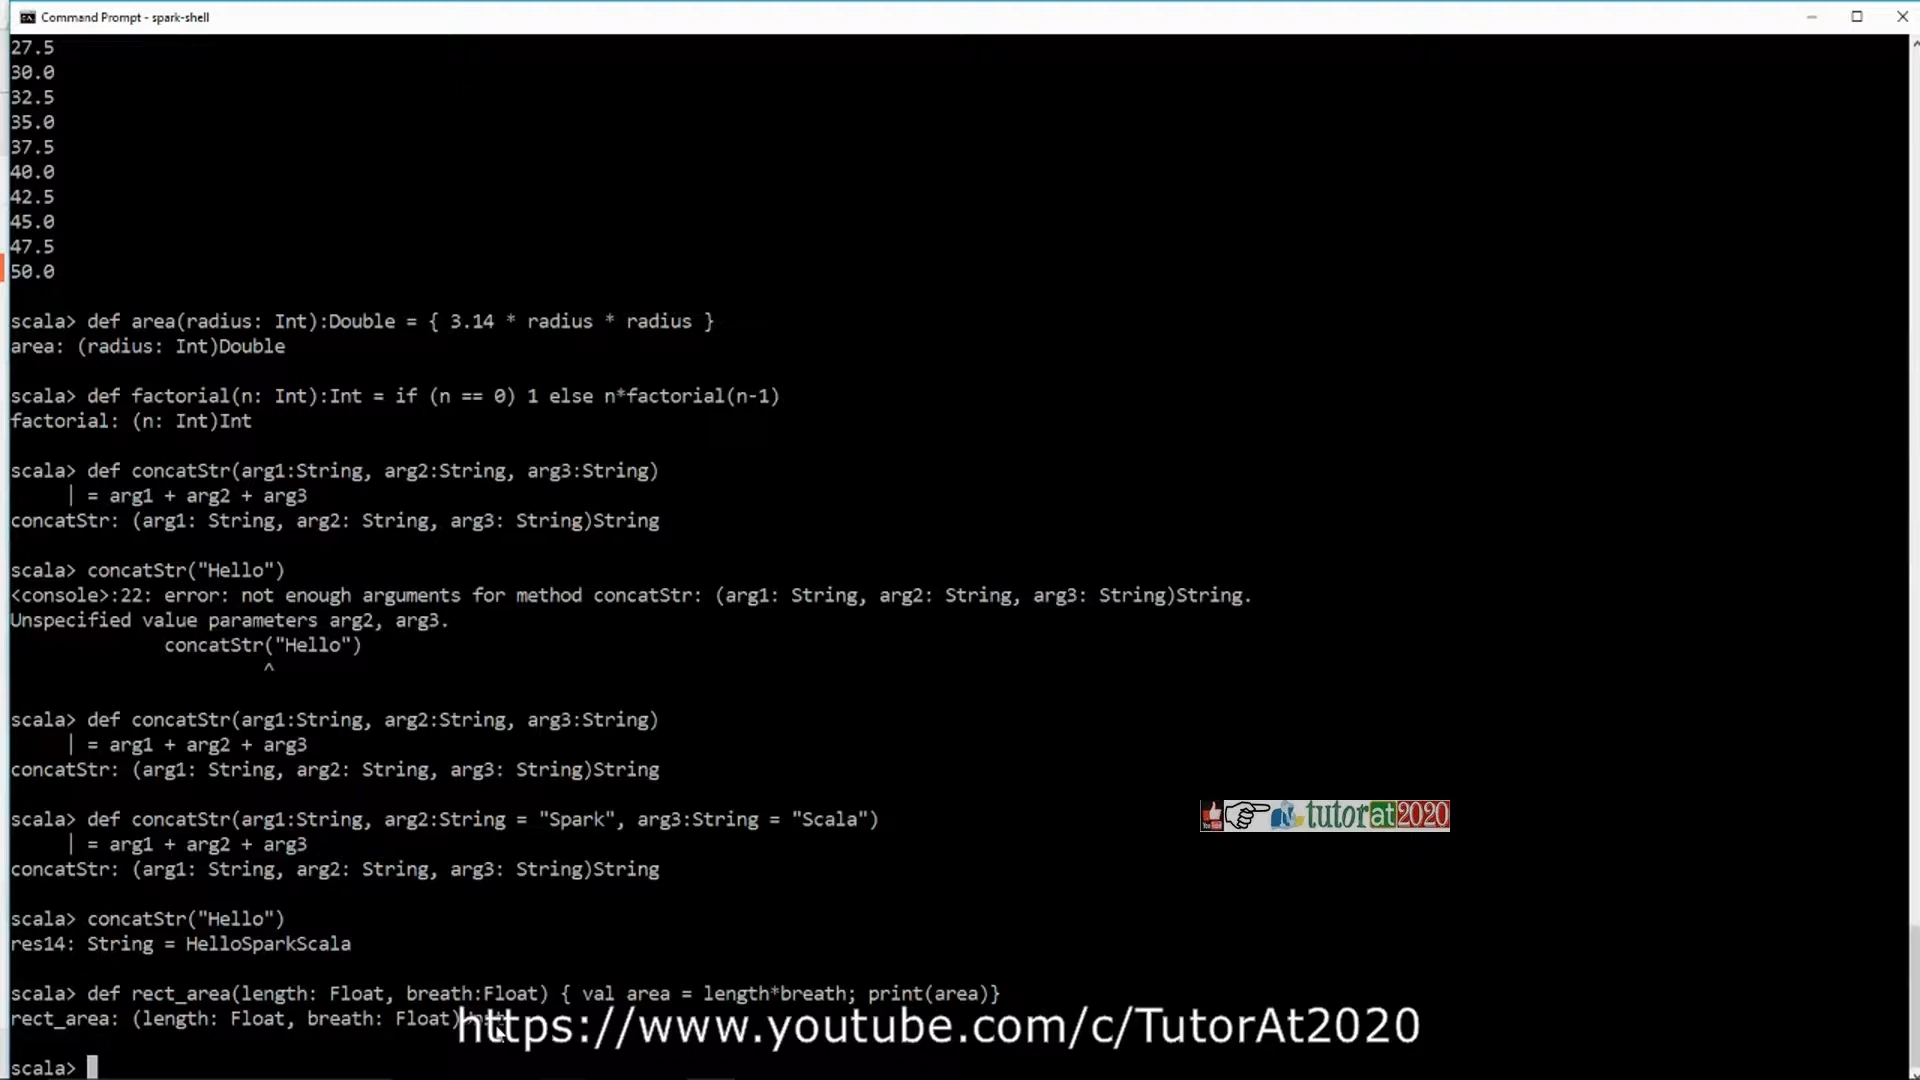 Command Prompt - spark-shell
27.5
30.0
32.5
35.0
37.5
40.0
42.5
45.0
47.5
50.0
scala> def area(radius: Int):Double = { 3.14 * radius * radius }
area: (radius: Int)Double
scala> def factorial(n: Int):Int = if (n == 0) 1 else n*factorial(n-1)
factorial: (n: Int)Int
scala> def concatStr(arg1:String, arg2:String, arg3:String)
| = arg1 + arg2 + arg3
concatStr: (arg1: String, arg2: String, arg3: String)String
scala> concatStr("Hello")
<console>:22: error: not enough arguments for method concatStr: (arg1: String, arg2: String, arg3: String)String.
Unspecified value parameters arg2, arg3.
concatStr("Hello")
^
scala> def concatStr(arg1:String, arg2:String, arg3:String)
| = arg1 + arg2 + arg3
concatStr: (arg1: String, arg2: String, arg3: String)String
scala> def concatStr(arg1:String, arg2:String = "Spark", arg3:String = "Scala")
| = arg1 + arg2 + arg3
concatStr: (arg1: String, arg2: String, arg3: String)String
tutorat2020
scala> concatStr("Hello")
res14: String = HelloSparkScala
scala> def rect_area(length: Float, breath:Float) { val area = length*breath; print(area)}
rect_area: (length: Float, breath: Float)
https://www.youtube.com/c/TutorAt2020
scala>